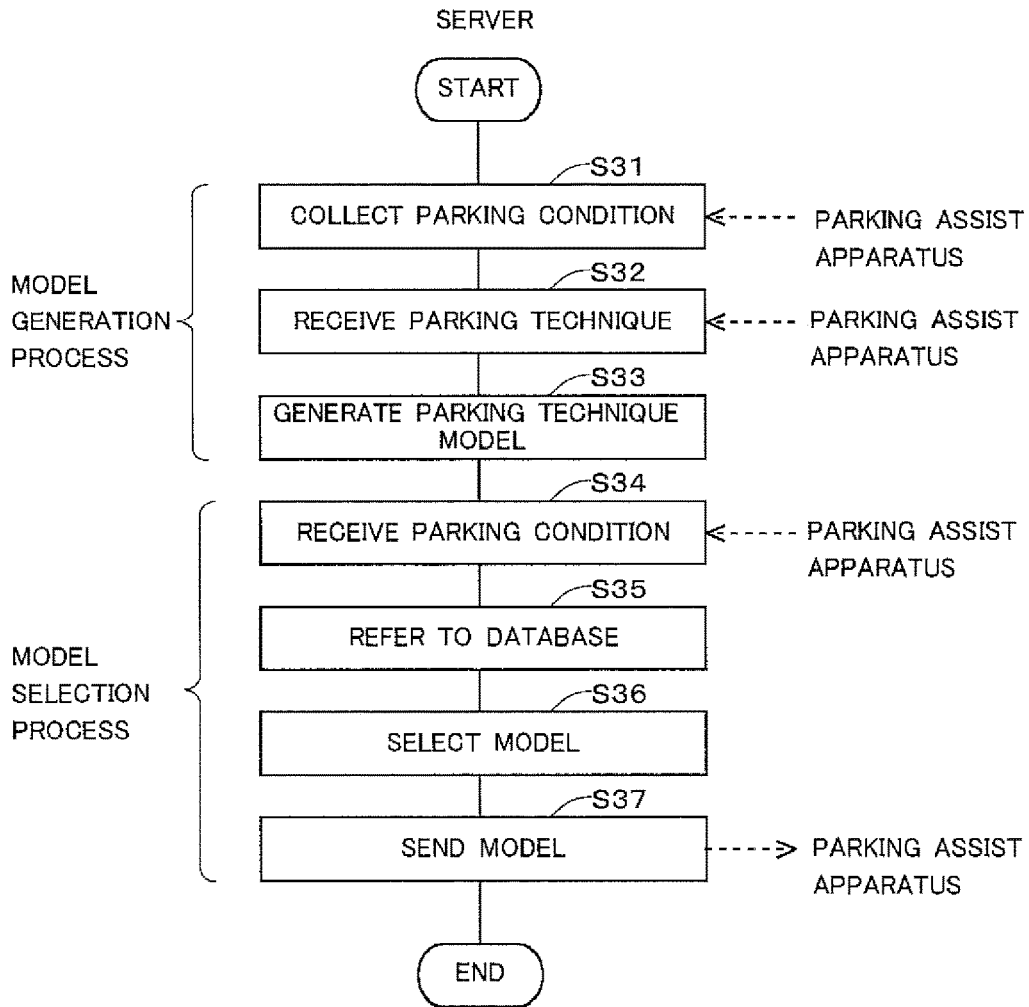 SERVER
START
S31
COLLECT PARKING CONDITION
PARKING ASSIST
APPARATUS
S32
MODEL
GENERATION
PROCESS
RECEIVE PARKING TECHNIQUE
PARKING ASSIST
APPARATUS
S33
GENERATE PARKING TECHNIQUE
MODEL
S34
RECEIVE PARKING CONDITION
PARKING ASSIST
APPARATUS
S35
REFER TO DATABASE
MODEL
SELECTION
PROCESS
S36
SELECT MODEL
S37
SEND MODEL
PARKING ASSIST
APPARATUS
END